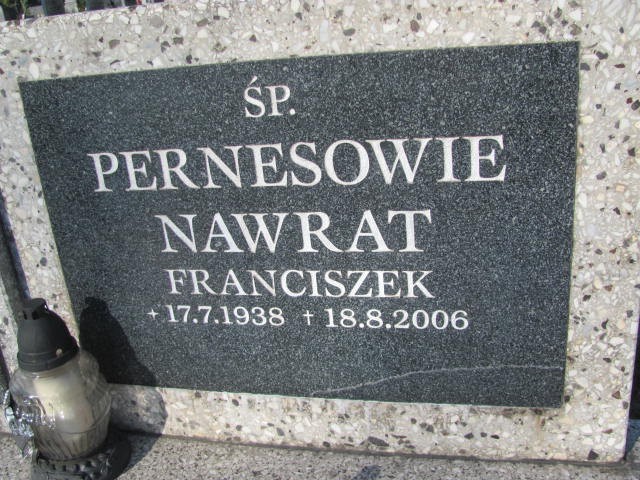 ŚP.
PERNESOWIE
NAWRAT
FRANCISZEK
+ 17.7.1938 † 18.8.2006